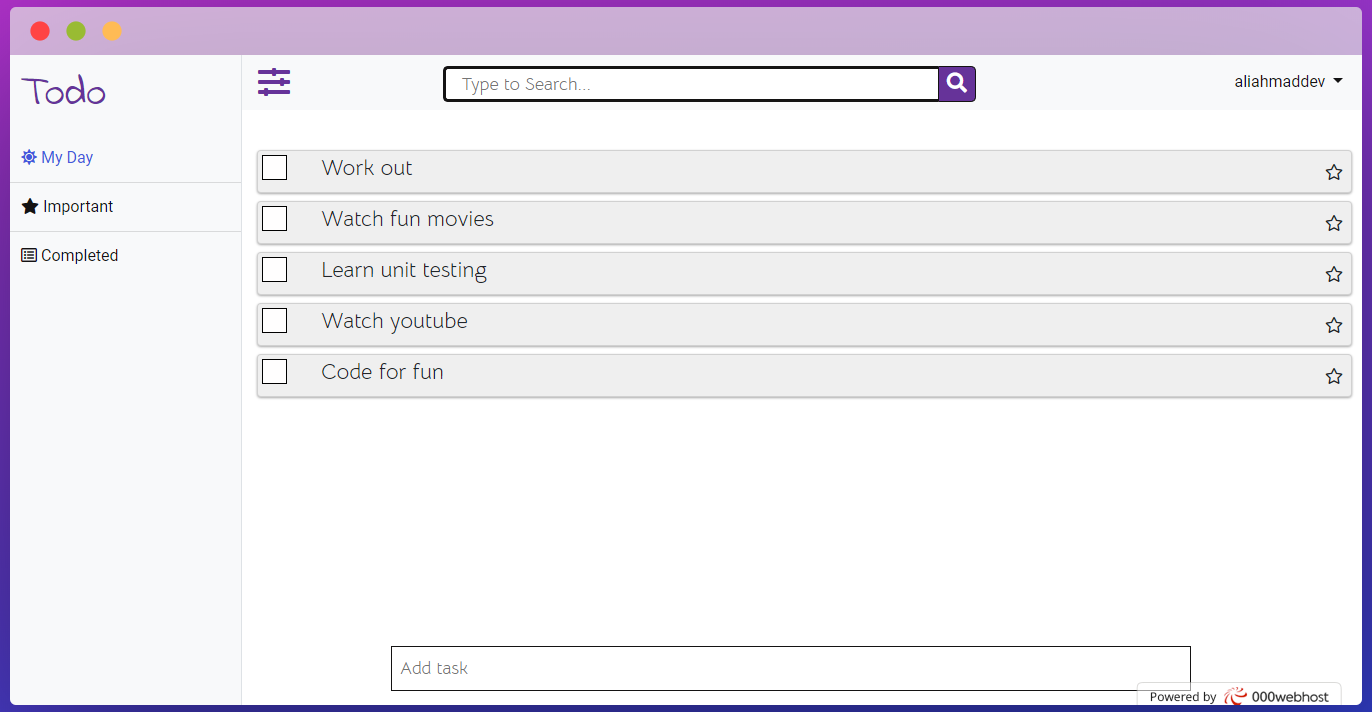 Todo
Type to Search...
aliahmaddev
My Day
Important
Completed
Work out
Watch fun movies
Learn unit testing
Watch youtube
Code for fun
Add task
Powered by 000webhost